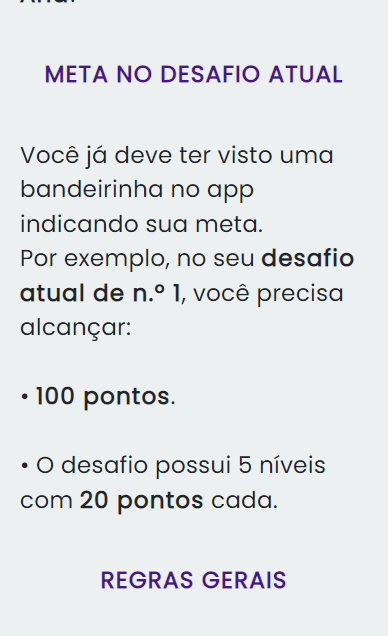 META NO DESAFIO ATUAL
Você já deve ter visto uma
bandeirinha no app
indicando sua meta.
Por exemplo, no seu desafio
atual de n.º 1, você precisa
alcançar:
• 100 pontos.
• O desafio possui 5 níveis
com 20 pontos cada.
REGRAS GERAIS